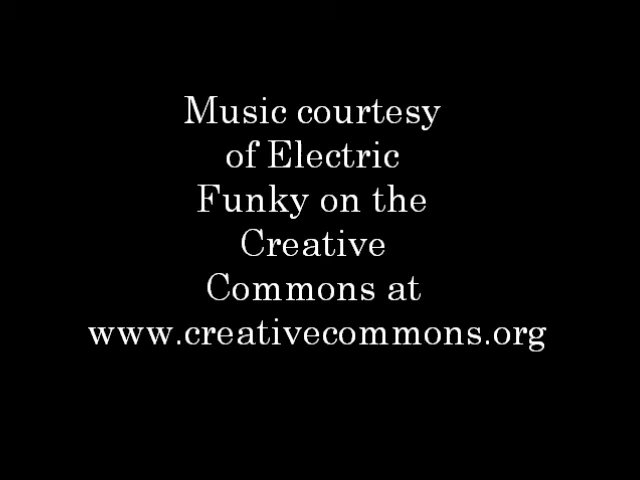 Music courtesy
of Electric
Funky on the
Creative
Commons at
www.creativecommons.org